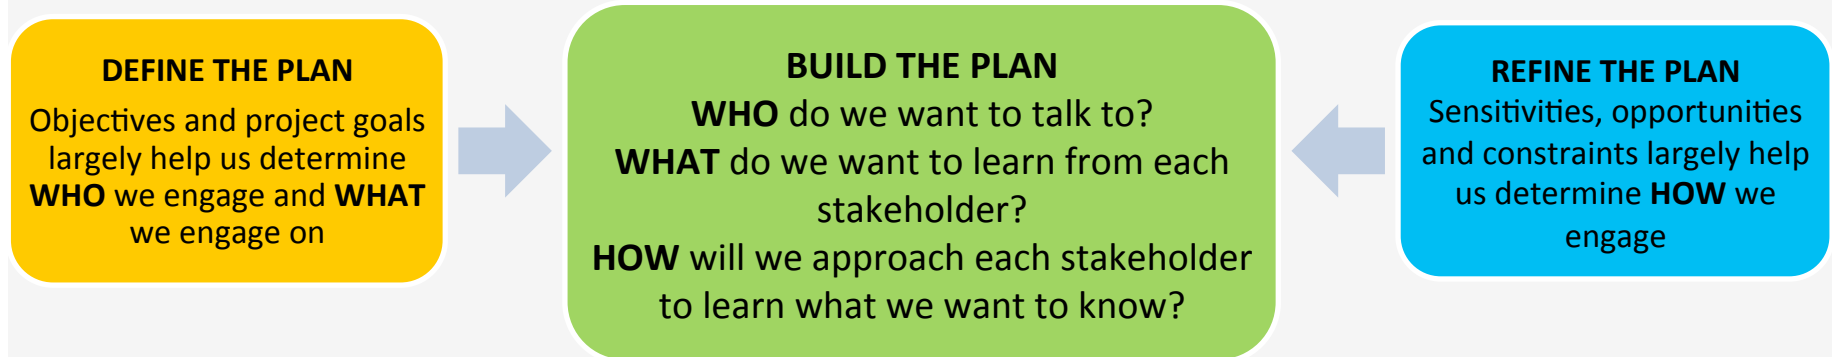 DEFINE THE PLAN
Objectives and project goals
largely help us determine
WHO we engage and WHAT
we engage on
BUILD THE PLAN
WHO do we want to talk to?
WHAT do we want to learn from each
stakeholder?
HOW will we approach each stakeholder
to learn what we want to know?
REFINE THE PLAN
Sensitivities, opportunities
and constraints largely help
us determine HOW we
engage